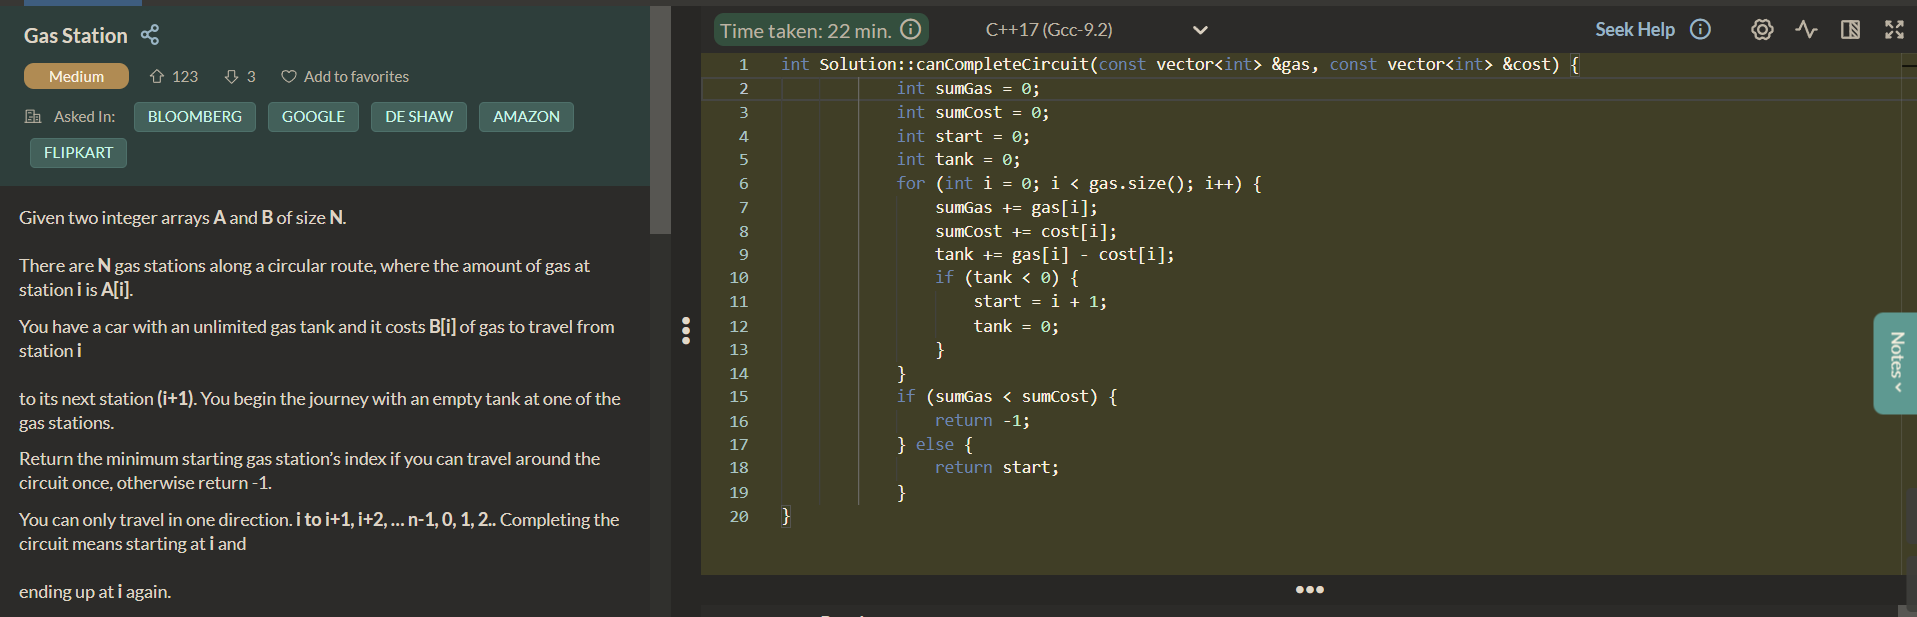 Gas Station
Medium 123 3 Add to favorites
Asked In: BLOOMBERG GOOGLE DE SHAW AMAZON
FLIPKART
Given two integer arrays A and B of size N.
There are N gas stations along a circular route, where the amount of gas at
station i is A[i].
You have a car with an unlimited gas tank and it costs B[i] of gas to travel from
station i
to its next station (i+1). You begin the journey with an empty tank at one of the
gas stations.
Return the minimum starting gas station’s index if you can travel around the
circuit once, otherwise return -1.
You can only travel in one direction. i to i+1, i+2, ... n-1, 0, 1, 2.. Completing the
circuit means starting at i and
ending up at i again.
Time taken: 22 min. C++17 (Gcc-9.2) Seek Help
1 int Solution::canCompleteCircuit(const vector<int> &gas, const vector<int> &cost) {
2 int sumGas = 0;
3 int sumCost = 0;
4 int start = 0;
5 int tank = 0;
6 for (int i = 0; i < gas.size(); i++) {
7 sumGas += gas[i];
8 sumCost += cost[i];
9 tank += gas[i] - cost[i];
10 if (tank < 0) {
11 start = i + 1;
12 tank = 0;
13 }
14 }
15 if (sumGas < sumCost) {
16 return -1;
17 } else {
18 return start;
19 }
20 }
Notes